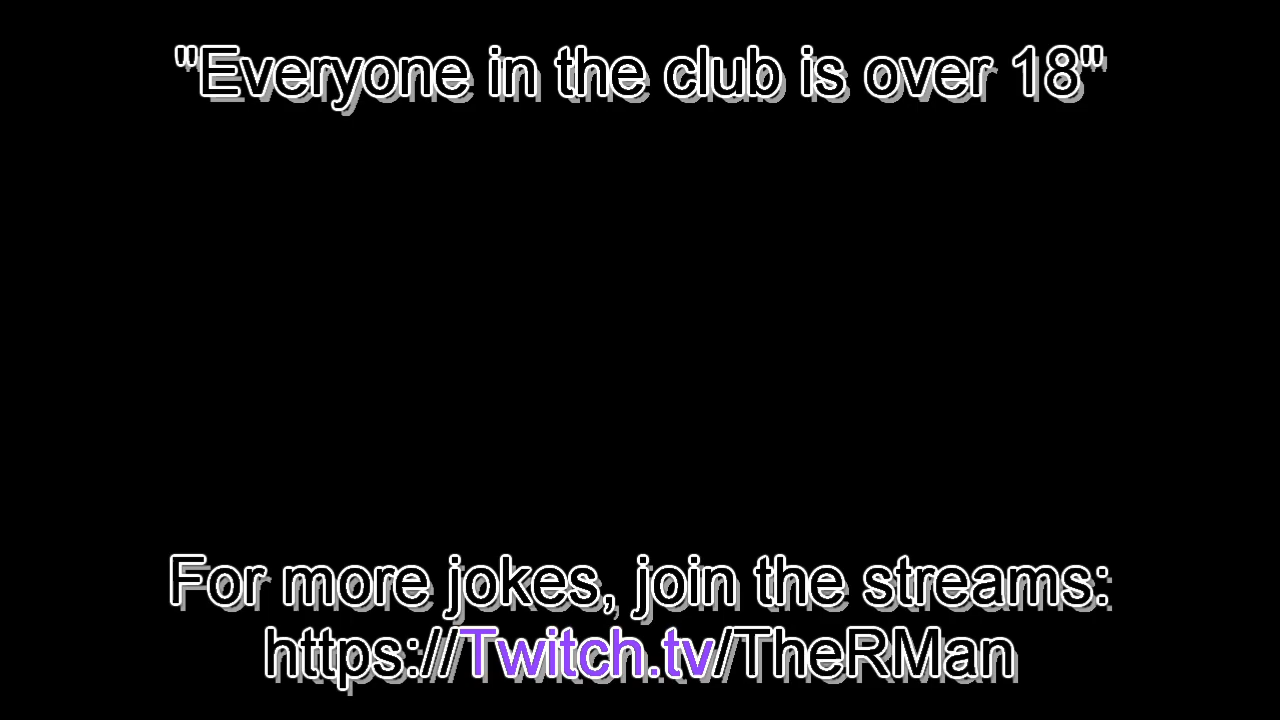 "Everyone in the club is over 18"
For more jokes, join the streams:
https://Twitch.tv/TheRMan